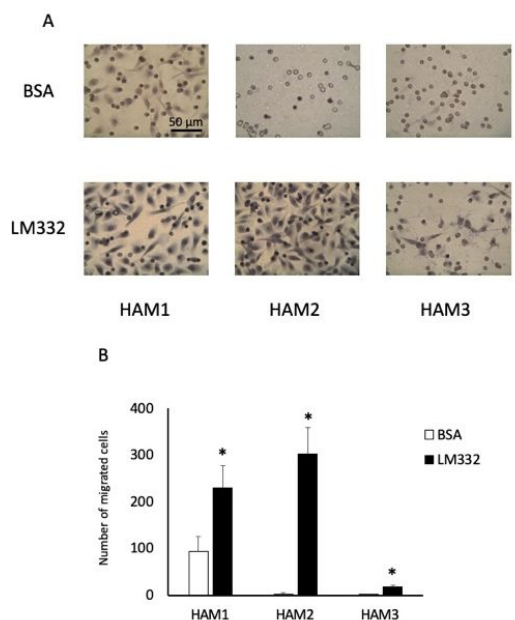 A
BSA
50 µm
LM332
HAM1 HAM2 HAM3
B
Number of migrated cells
400
300
200
100
0
* * *
BSA
LM332
HAM1 HAM2 HAM3